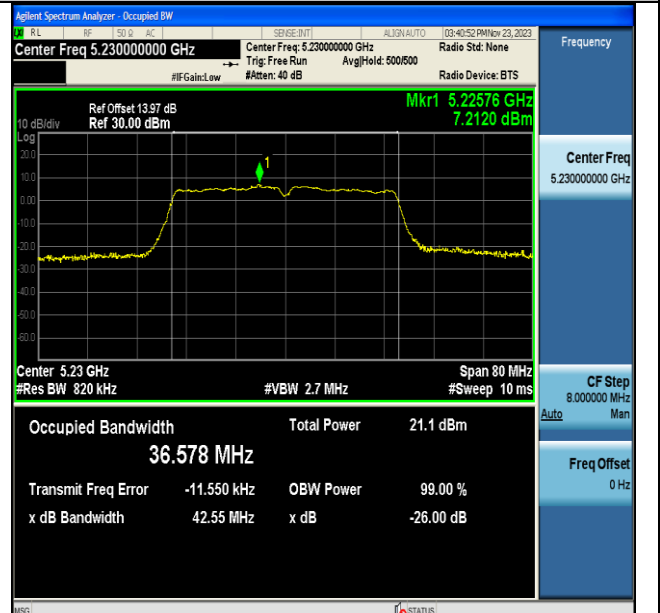 Agilent Spectrum Analyzer - Occupied BW
LXI RL RF 50 Ω AC SENSE:INT ALIGN AUTO 03:40:52 PM Nov 23, 2023
Center Freq 5.230000000 GHz
Center Freq: 5.230000000 GHz
Radio Std: None
Trig: Free Run Avg|Hold: 500/500
#IFGain:Low #Atten: 40 dB Radio Device: BTS
Ref Offset 13.97 dB
Mkr1 5.22576 GHz
10 dB/div Ref 30.00 dBm 7.2120 dBm
Log
20.0
10.0
0.00
-10.0
-20.0
-30.0
-40.0
-50.0
-60.0
1
Center 5.23 GHz Span 80 MHz
#Res BW 820 kHz #VBW 2.7 MHz #Sweep 10 ms
Occupied Bandwidth Total Power 21.1 dBm
36.578 MHz
Transmit Freq Error -11.550 kHz OBW Power 99.00 %
x dB Bandwidth 42.55 MHz x dB -26.00 dB
MSG STATUS
Frequency
Center Freq
5.230000000 GHz
CF Step
8.000000 MHz
Auto Man
Freq Offset
0 Hz